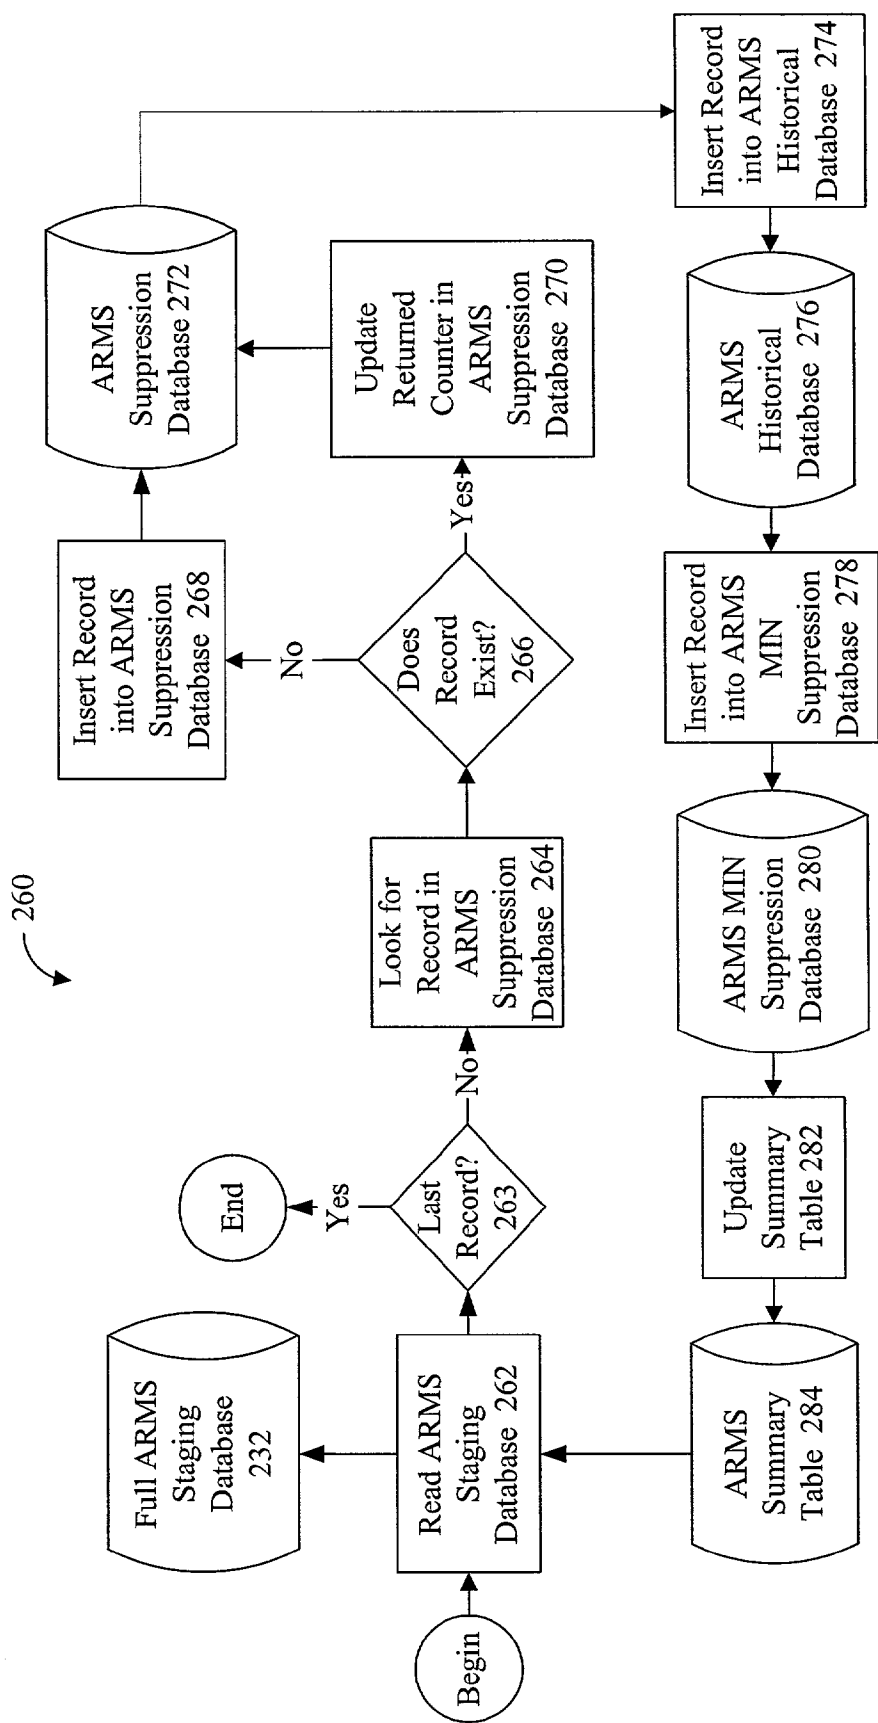 260
Begin
Read ARMS
Staging
Database 262
Full ARMS
Staging
Database
232
Last
Record?
263
Yes
End
No
Look for
Record in
ARMS
Suppression
Database 264
Does
Record
Exist?
266
No
Insert Record
into ARMS
Suppression
Database 268
Yes
Update
Returned
Counter in
ARMS
Suppression
Database 270
ARMS
Suppression
Database 272
Insert Record
into ARMS
Historical
Database 274
ARMS
Historical
Database 276
Insert Record
into ARMS
MIN
Suppression
Database 278
ARMS MIN
Suppression
Database 280
Update
Summary
Table 282
ARMS
Summary
Table 284